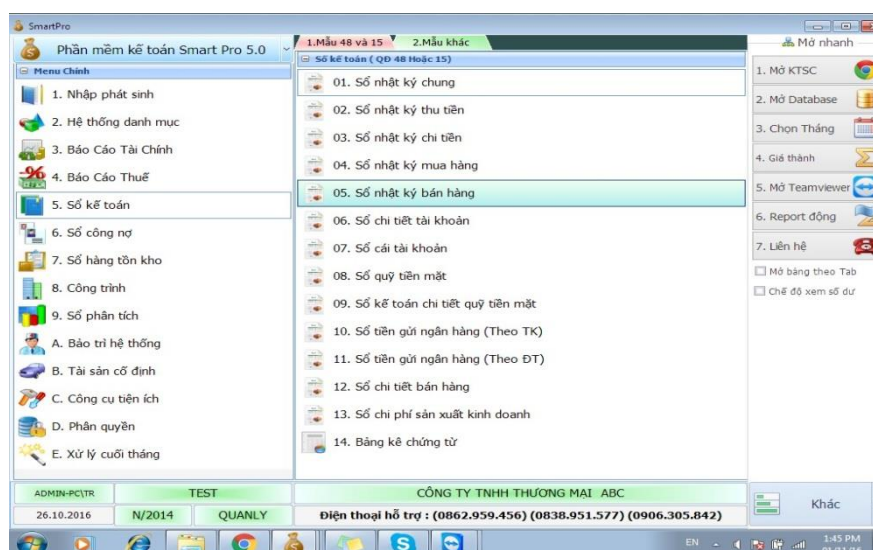 SmartPro
Phần mềm kế toán Smart Pro 5.0
Menu Chính
1. Nhập phát sinh
2. Hệ thống danh mục
3. Báo Cáo Tài Chính
4. Báo Cáo Thuế
5. Sổ kế toán
6. Sổ công nợ
7. Sổ hàng tồn kho
8. Công trình
9. Sổ phân tích
A. Bảo trì hệ thống
B. Tài sản cố định
C. Công cụ tiện ích
D. Phân quyền
E. Xử lý cuối tháng
1.Mẫu 48 và 15 2.Mẫu khác
Sổ kế toán ( QĐ 48 Hoặc 15)
01. Sổ nhật ký chung
02. Sổ nhật ký thu tiền
03. Sổ nhật ký chi tiền
04. Sổ nhật ký mua hàng
05. Sổ nhật ký bán hàng
06. Sổ chi tiết tài khoản
07. Sổ cái tài khoản
08. Sổ quỹ tiền mặt
09. Sổ kế toán chi tiết quỹ tiền mặt
10. Sổ tiền gửi ngân hàng (Theo TK)
11. Sổ tiền gửi ngân hàng (Theo ĐT)
12. Sổ chi tiết bán hàng
13. Sổ chi phí sản xuất kinh doanh
14. Bảng kê chứng từ
Mở nhanh
1. Mở KTSC
2. Mở Database
3. Chọn Tháng
4. Giá thành
5. Mở Teamviewer
6. Report động
7. Liên hệ
Mở bảng theo Tab
Chế độ xem số dư
ADMIN-PC\TR TEST CÔNG TY TNHH THƯƠNG MẠI ABC
26.10.2016 N/2014 QUANLY Điện thoại hỗ trợ : (0862.959.456) (0838.951.577) (0906.305.842)
Khác
EN 1:45 PM